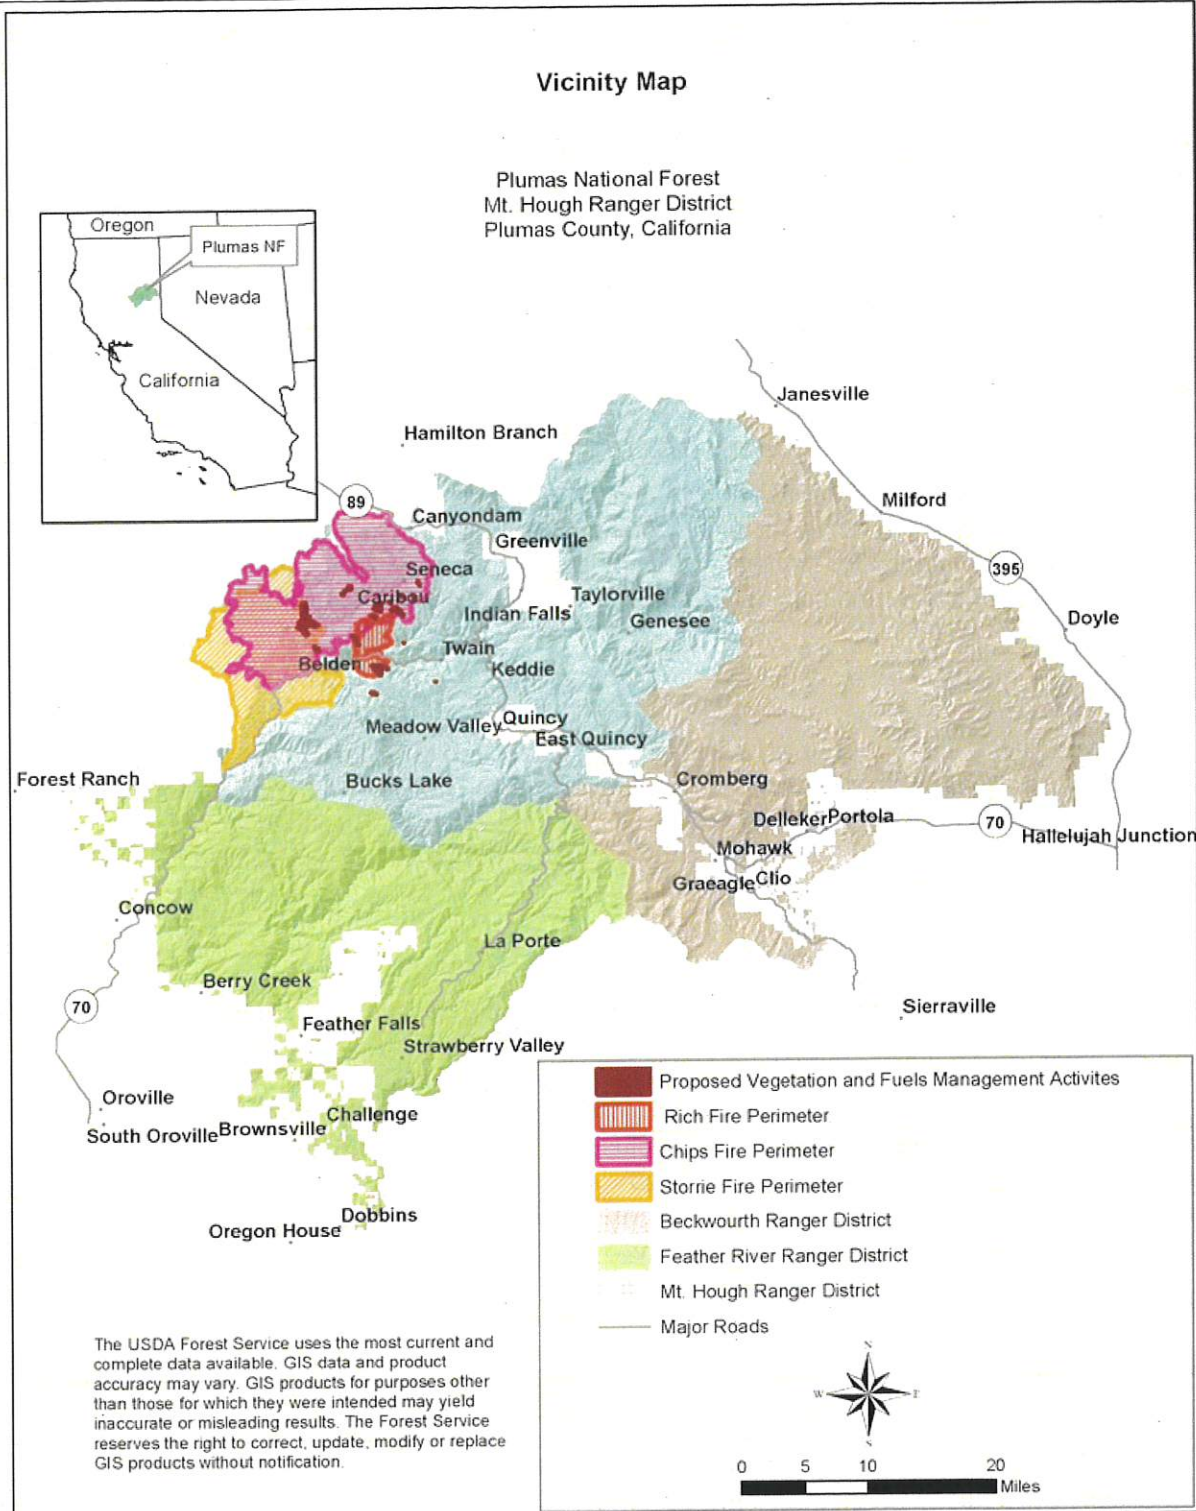 Vicinity Map
Plumas National Forest
Mt. Hough Ranger District
Plumas County, California
Oregon
Plumas NF
Nevada
California
Janesville
Hamilton Branch
Milford
89
Canyondam
Greenville
395
Seneca
Caribou
Taylorville
Indian Falls
Genesee
Doyle
Twain
Belden
Keddie
Quincy
Meadow Valley
East Quincy
Forest Ranch
Bucks Lake
Cromberg
Delleker
Portola
70
Hallelujah Junction
Mohawk
Graeagle
Clio
Concow
La Porte
Berry Creek
70
Sierraville
Feather Falls
Strawberry Valley
Oroville
Challenge
South Oroville
Brownsville
Dobbins
Oregon House
Proposed Vegetation and Fuels Management Activites
Rich Fire Perimeter
Chips Fire Perimeter
Storrie Fire Perimeter
Beckwourth Ranger District
Feather River Ranger District
Mt. Hough Ranger District
Major Roads
N
W
E
S
0 5 10 20
Miles
The USDA Forest Service uses the most current and
complete data available. GIS data and product
accuracy may vary. GIS products for purposes other
than those for which they were intended may yield
inaccurate or misleading results. The Forest Service
reserves the right to correct, update, modify or replace
GIS products without notification.